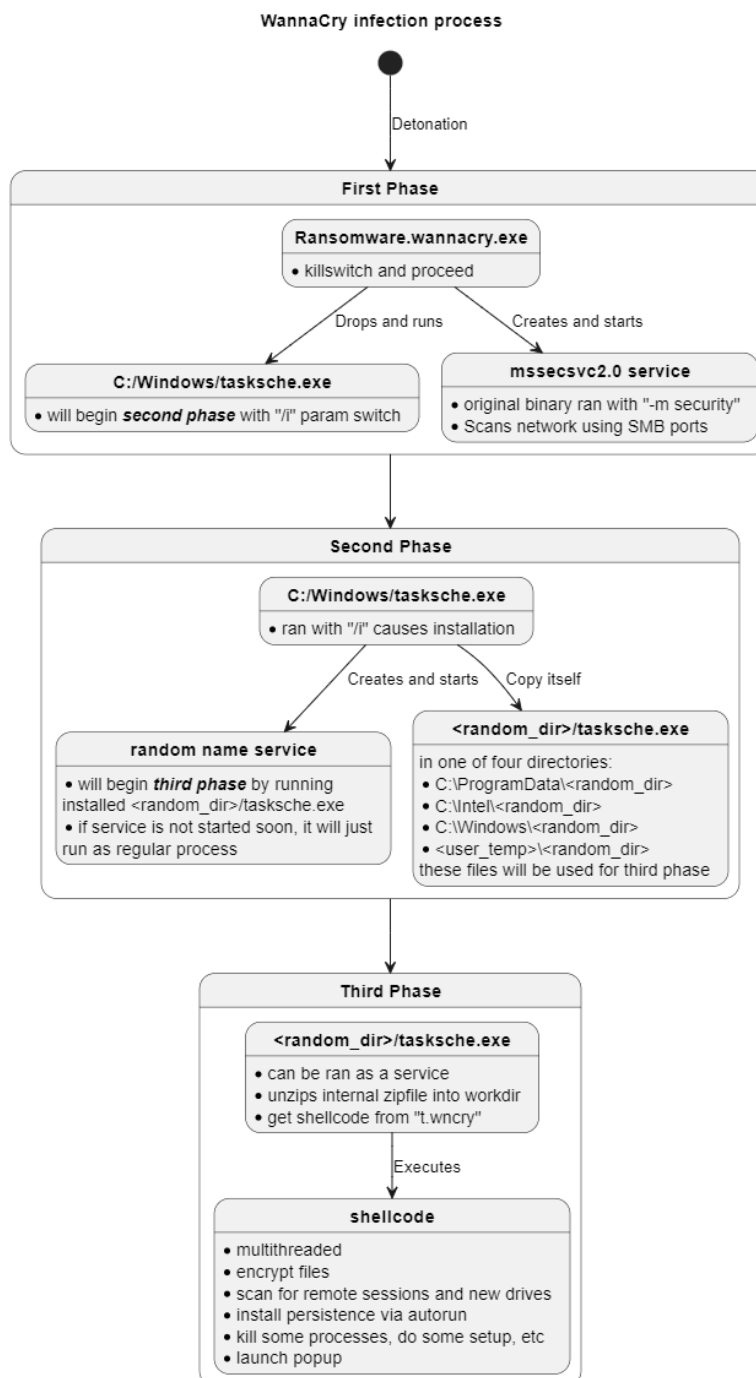 WannaCry infection process
Detonation
First Phase
Ransomware.wannacry.exe
• killswitch and proceed
Drops and runs
Creates and starts
C:/Windows/tasksche.exe
• will begin second phase with "/i" param switch
mssecsvc2.0 service
• original binary ran with "-m security"
• Scans network using SMB ports
Second Phase
C:/Windows/tasksche.exe
• ran with "/i" causes installation
Creates and starts
Copy itself
random name service
• will begin third phase by running
installed <random_dir>/tasksche.exe
• if service is not started soon, it will just
run as regular process
<random_dir>/tasksche.exe
in one of four directories:
• C:\ProgramData\<random_dir>
• C:\Intel\<random_dir>
• C:\Windows\<random_dir>
• <user_temp>\<random_dir>
these files will be used for third phase
Third Phase
<random_dir>/tasksche.exe
• can be ran as a service
• unzips internal zipfile into workdir
• get shellcode from "t.wncry"
Executes
shellcode
• multithreaded
• encrypt files
• scan for remote sessions and new drives
• install persistence via autorun
• kill some processes, do some setup, etc
• launch popup